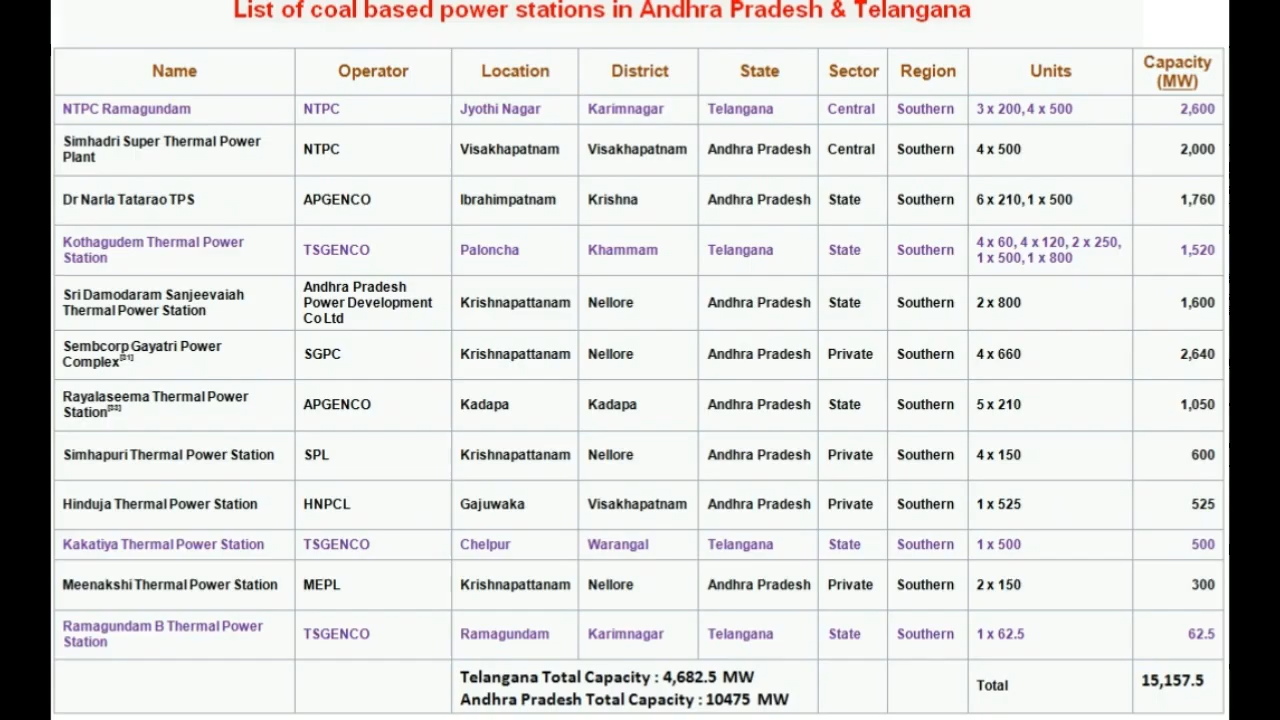 List of coal based power stations in Andhra Pradesh & Telangana
Name Operator Location District State Sector Region Units Capacity (MW)
NTPC Ramagundam NTPC Jyothi Nagar Karimnagar Telangana Central Southern 3 x 200, 4 x 500 2,600
Simhadri Super Thermal Power Plant NTPC Visakhapatnam Visakhapatnam Andhra Pradesh Central Southern 4 x 500 2,000
Dr Narla Tatarao TPS APGENCO Ibrahimpatnam Krishna Andhra Pradesh State Southern 6 x 210, 1 x 500 1,760
Kothagudem Thermal Power Station TSGENCO Paloncha Khammam Telangana State Southern 4 x 60, 4 x 120, 2 x 250, 1 x 500, 1 x 800 1,520
Sri Damodaram Sanjeevaiah Thermal Power Station Andhra Pradesh Power Development Co Ltd Krishnapattanam Nellore Andhra Pradesh State Southern 2 x 800 1,600
Sembcorp Gayatri Power Complex[31] SGPC Krishnapattanam Nellore Andhra Pradesh Private Southern 4 x 660 2,640
Rayalaseema Thermal Power Station[33] APGENCO Kadapa Kadapa Andhra Pradesh State Southern 5 x 210 1,050
Simhapuri Thermal Power Station SPL Krishnapattanam Nellore Andhra Pradesh Private Southern 4 x 150 600
Hinduja Thermal Power Station HNPCL Gajuwaka Visakhapatnam Andhra Pradesh Private Southern 1 x 525 525
Kakatiya Thermal Power Station TSGENCO Chelpur Warangal Telangana State Southern 1 x 500 500
Meenakshi Thermal Power Station MEPL Krishnapattanam Nellore Andhra Pradesh Private Southern 2 x 150 300
Ramagundam B Thermal Power Station TSGENCO Ramagundam Karimnagar Telangana State Southern 1 x 62.5 62.5
Telangana Total Capacity : 4,682.5 MW
Andhra Pradesh Total Capacity : 10475 MW
Total 15,157.5